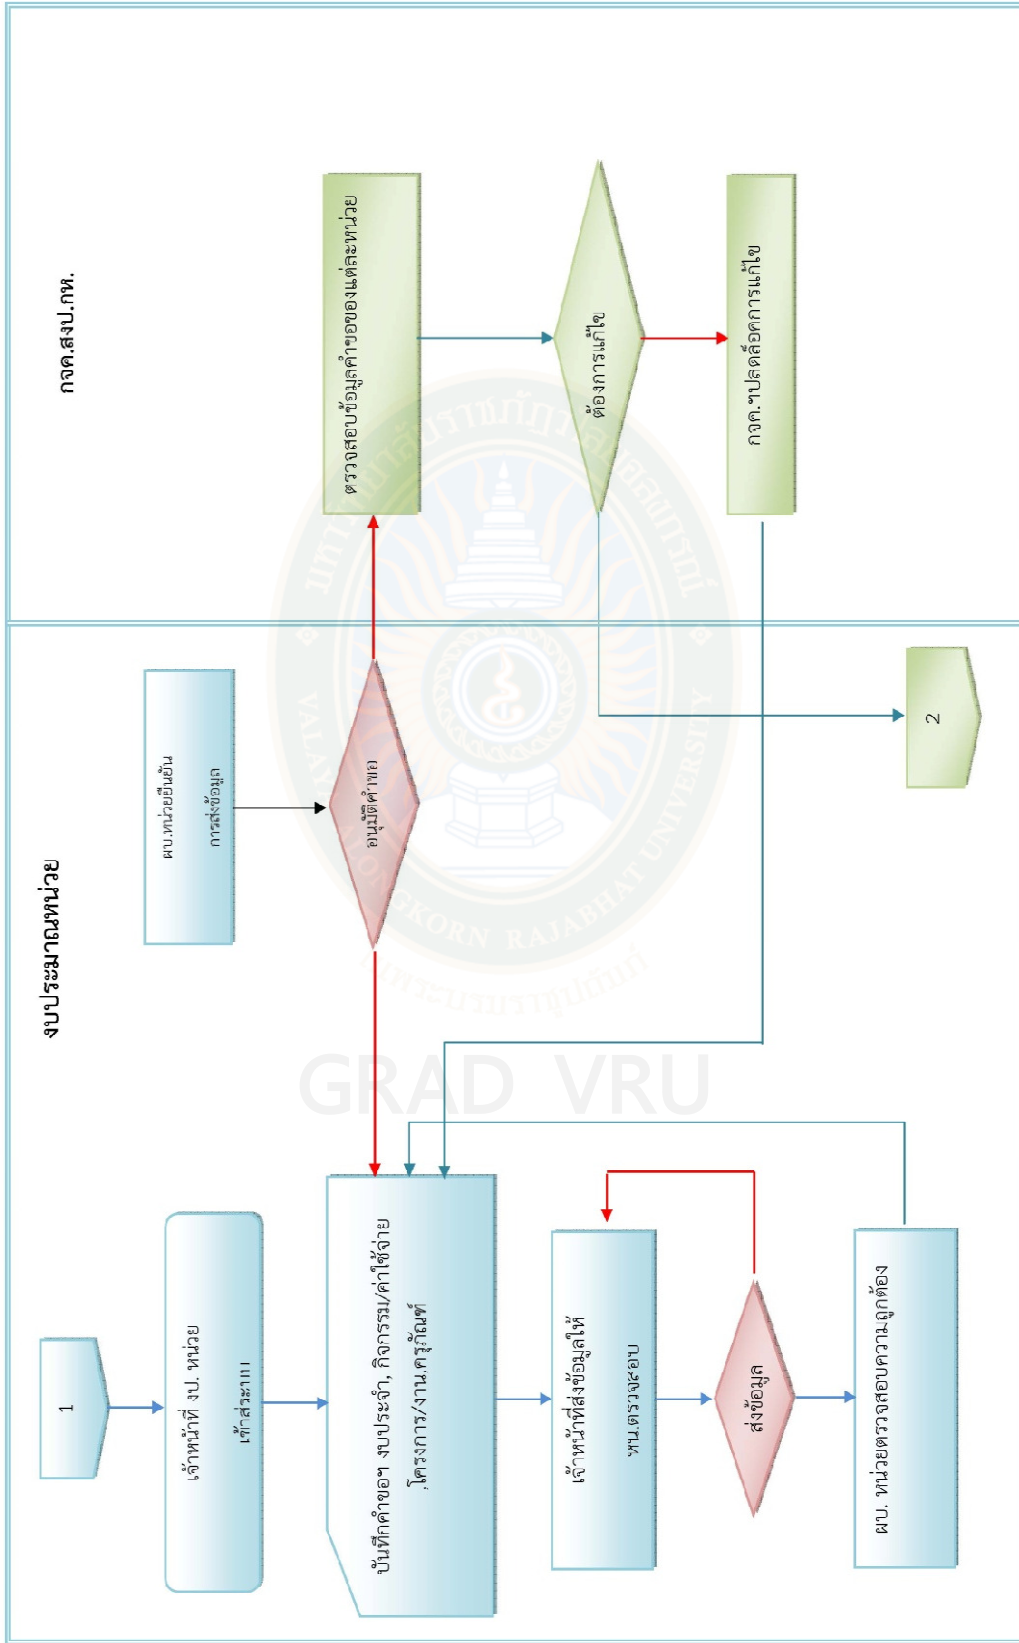 งบประมาณหน่วย
กจค.สงป.กห.
1
เจ้าหน้าที่ งป. หน่วย
เข้าสู่ระบบ
บันทึกคำขอฯ งบประจำ, กิจกรรม/ค่าใช้จ่าย
,โครงการ/งาน,ครุภัณฑ์
เจ้าหน้าที่ส่งข้อมูลให้
หน.ตรวจสอบ
ส่งข้อมูล
ผบ. หน่วยตรวจสอบความถูกต้อง
ผบ.หน่วยยืนยัน
การส่งข้อมูล
อนุมัติคำขอ
ตรวจสอบข้อมูลคำขอของแต่ละหน่วย
ต้องการแก้ไข
กจค.ฯปลดล็อคการแก้ไข
2
VALAYA ALONGKORN RAJABHAT UNIVERSITY
GRAD VRU